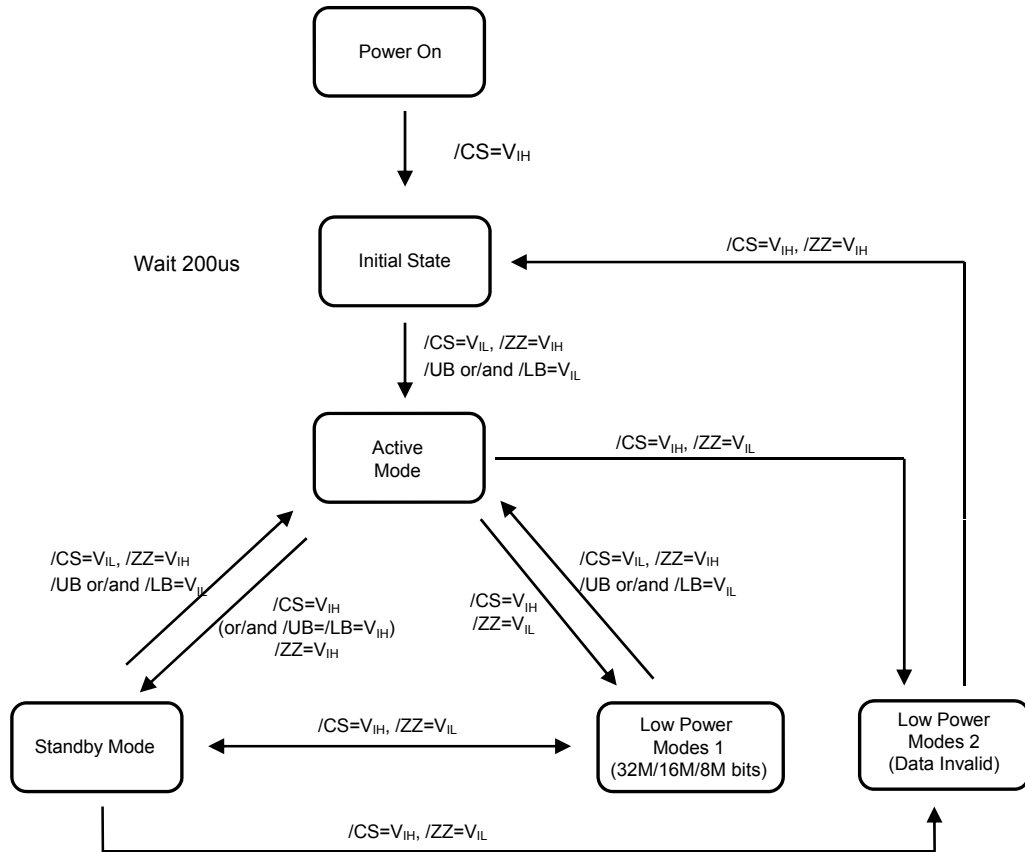 Power On
/CS=VIH
Wait 200us
Initial State
/CS=VIH, /ZZ=VIH
/CS=VIL, /ZZ=VIH
/UB or/and /LB=VIL
Active
Mode
/CS=VIH, /ZZ=VIL
/CS=VIL, /ZZ=VIH
/UB or/and /LB=VIL
/CS=VIH
(or/and /UB=/LB=VIH)
/ZZ=VIH
/CS=VIH
/ZZ=VIL
/CS=VIL, /ZZ=VIH
/UB or/and /LB=VIL
Standby Mode
/CS=VIH, /ZZ=VIL
Low Power
Modes 1
(32M/16M/8M bits)
Low Power
Modes 2
(Data Invalid)
/CS=VIH, /ZZ=VIL